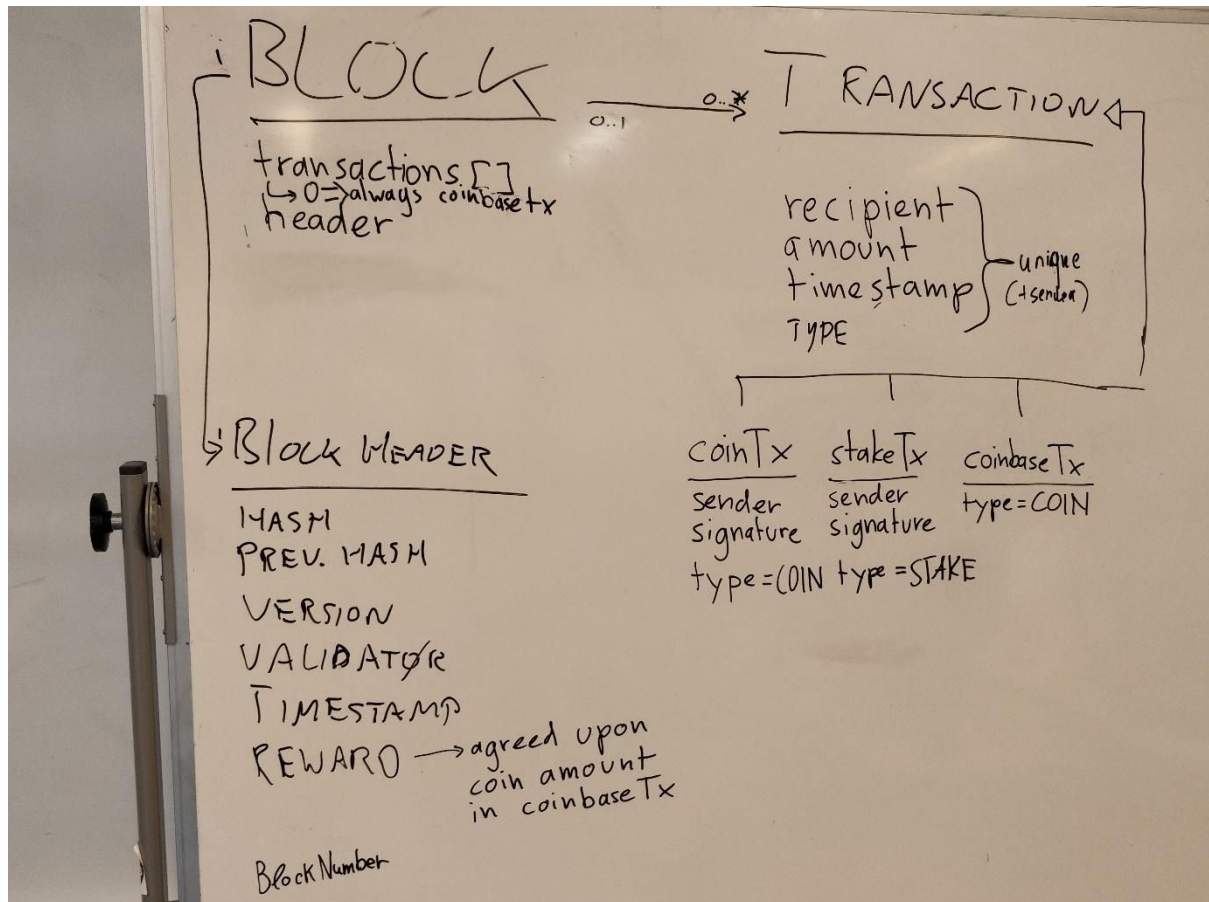 BLOCK
transactions []
↳ 0=>always coinbasetx
header
0..1
0..*
TRANSACTION
recipient
amount
timestamp
TYPE
unique
(+sender)
BlOCK HEADER
HASH
PREV. HASH
VERSION
VALIDATOR
TIMESTAMP
REWARD → agreed upon
coin amount
in coinbaseTx
BlockNumber
coinTx
sender
signature
type=COIN
stakeTx
sender
signature
type=STAKE
coinbaseTx
type=COIN